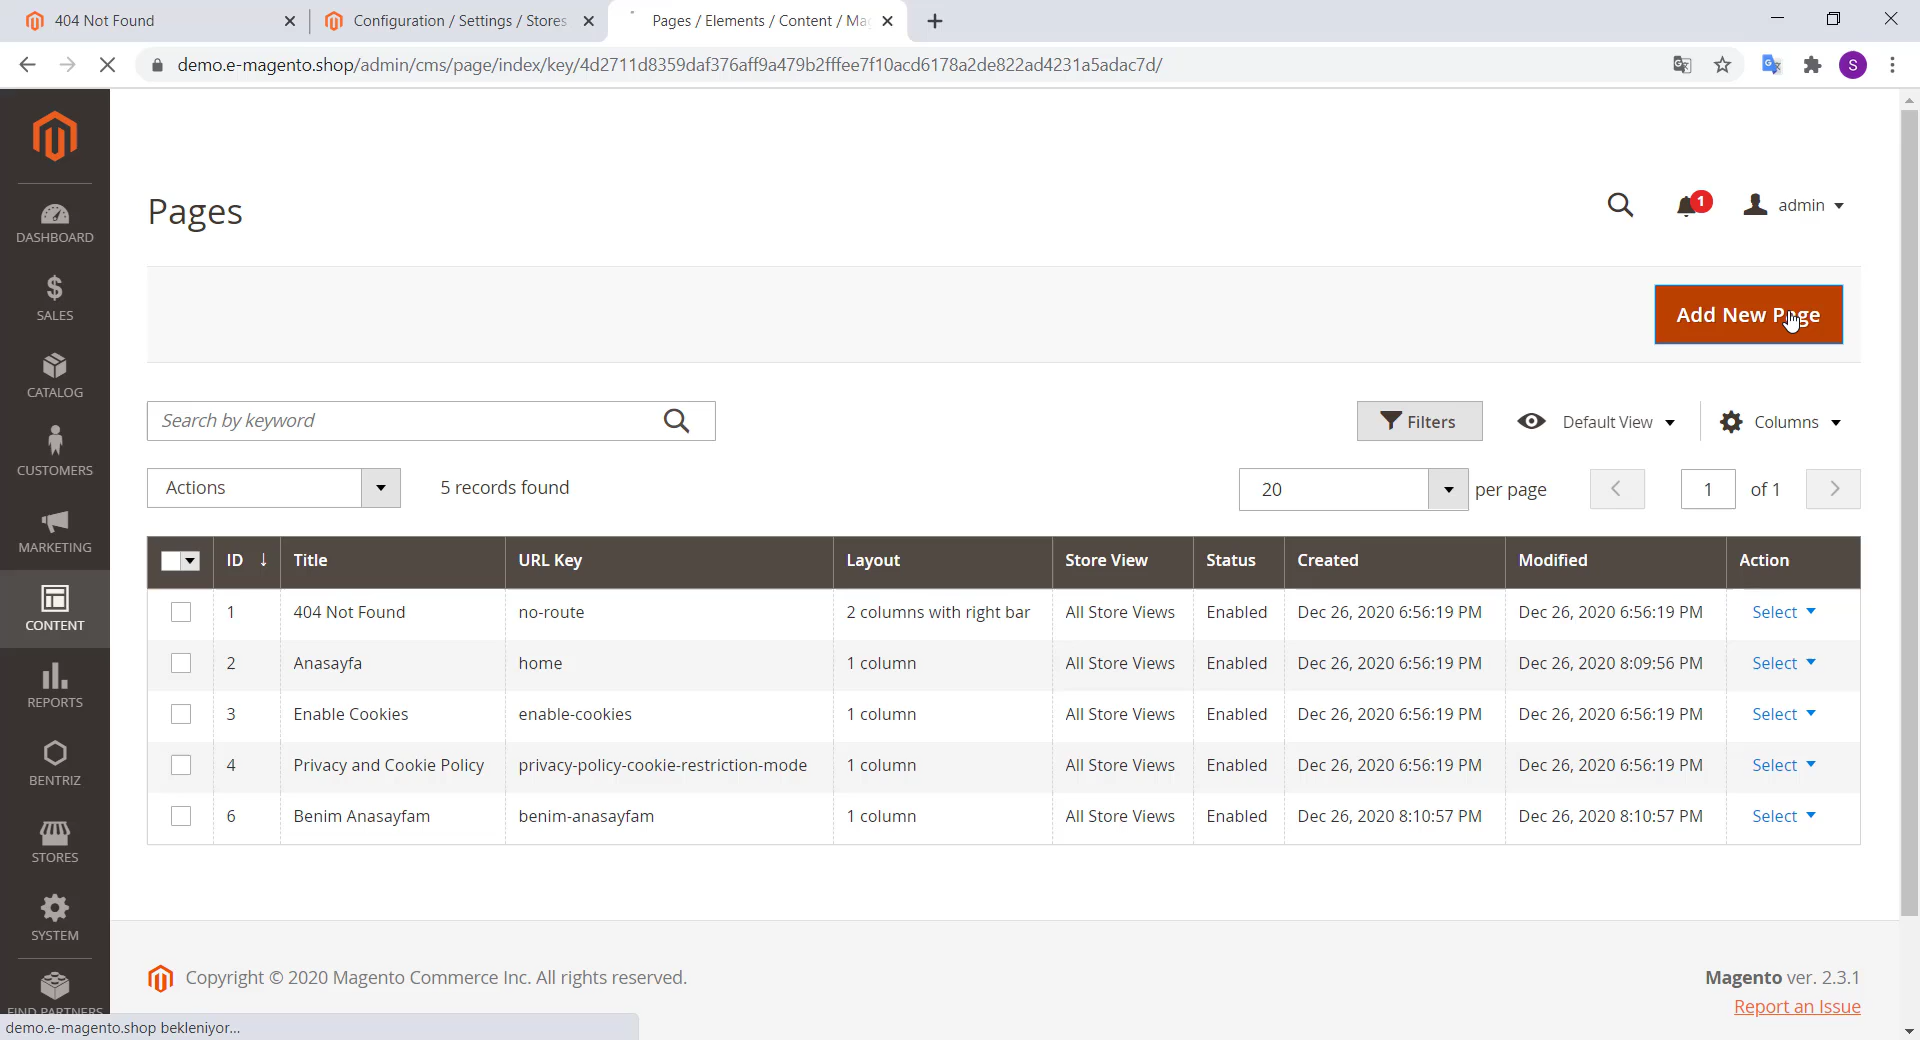 404 Not Found
Configuration / Settings / Stores
Pages / Elements / Content / Ma
demo.e-magento.shop/admin/cms/page/index/key/4d2711d8359daf376aff9a479b2fffee7f10acd6178a2de822ad4231a5adac7d/
S
DASHBOARD
SALES
CATALOG
CUSTOMERS
MARKETING
CONTENT
REPORTS
BENTRIZ
STORES
SYSTEM
FIND PARTNERS
Pages
1
admin
Add New Page
Search by keyword
Filters
Default View
Columns
Actions
5 records found
20
per page
1
of 1
ID ↓ Title URL Key Layout Store View Status Created Modified Action
1 404 Not Found no-route 2 columns with right bar All Store Views Enabled Dec 26, 2020 6:56:19 PM Dec 26, 2020 6:56:19 PM Select
2 Anasayfa home 1 column All Store Views Enabled Dec 26, 2020 6:56:19 PM Dec 26, 2020 8:09:56 PM Select
3 Enable Cookies enable-cookies 1 column All Store Views Enabled Dec 26, 2020 6:56:19 PM Dec 26, 2020 6:56:19 PM Select
4 Privacy and Cookie Policy privacy-policy-cookie-restriction-mode 1 column All Store Views Enabled Dec 26, 2020 6:56:19 PM Dec 26, 2020 6:56:19 PM Select
6 Benim Anasayfam benim-anasayfam 1 column All Store Views Enabled Dec 26, 2020 8:10:57 PM Dec 26, 2020 8:10:57 PM Select
Copyright © 2020 Magento Commerce Inc. All rights reserved.
Magento ver. 2.3.1
Report an Issue
demo.e-magento.shop bekleniyor...